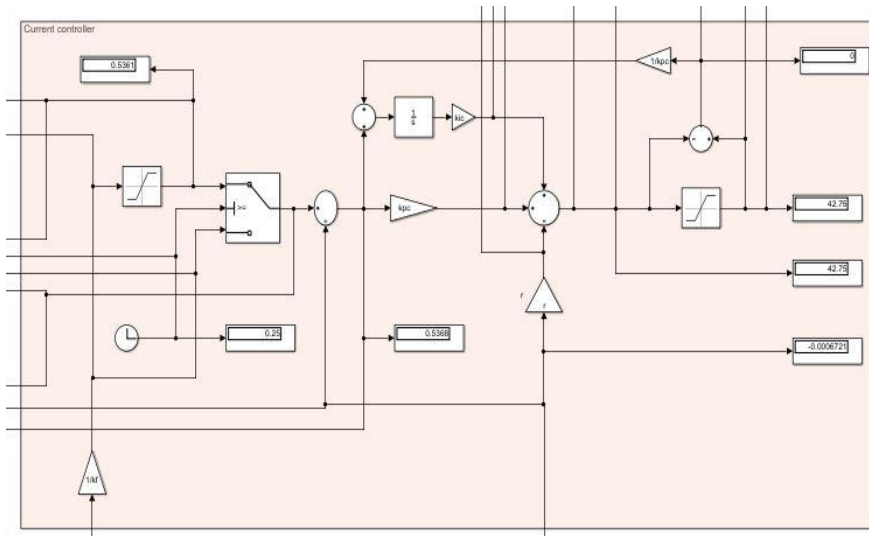 Current controller
0.5361
1/kpc
0
1
s
kic
>=
kpc
42.75
42.75
r
r
0.25
0.5368
-0.0006721
1/kf